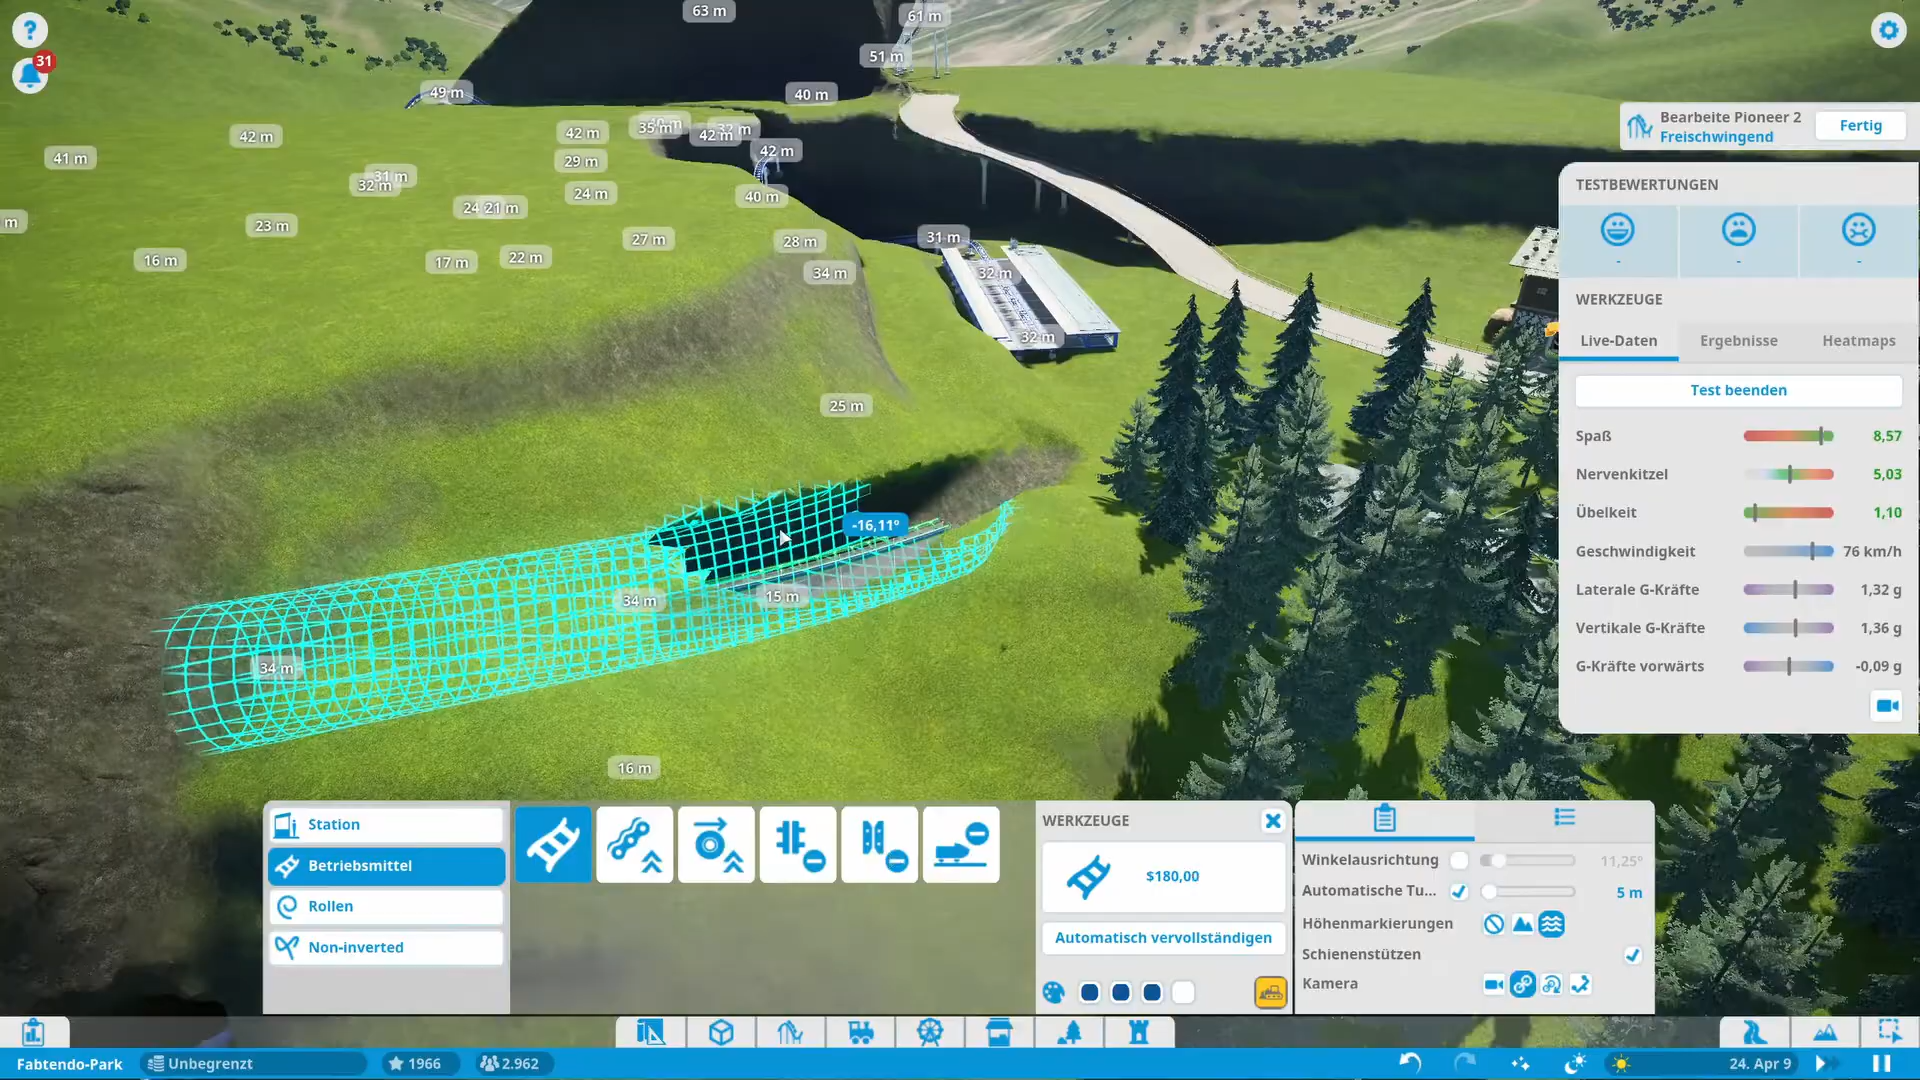 63 m
61 m
51 m
31
49 m
40 m
42 m
42 m
35 m
42 m
42 m
41 m
29 m
31 m
32 m
24 m
40 m
24
21 m
m
23 m
27 m
28 m
31 m
16 m
17 m
22 m
34 m
32 m
32 m
25 m
-16,11°
15 m
34 m
34 m
16 m
Bearbeite Pioneer 2
Freischwingend
Fertig
TESTBEWERTUNGEN
- - -
WERKZEUGE
Live-Daten
Ergebnisse
Heatmaps
Test beenden
Spaß 8,57
Nervenkitzel 5,03
Übelkeit 1,10
Geschwindigkeit 76 km/h
Laterale G-Kräfte 1,32 g
Vertikale G-Kräfte 1,36 g
G-Kräfte vorwärts -0,09 g
Station
Betriebsmittel
Rollen
Non-inverted
WERKZEUGE
$180,00
Automatisch vervollständigen
Winkelausrichtung 11,25°
Automatische Tu... 5 m
Höhenmarkierungen
Schienenstützen
Kamera
Fabtendo-Park
Unbegrenzt
1966
2.962
24. Apr 9